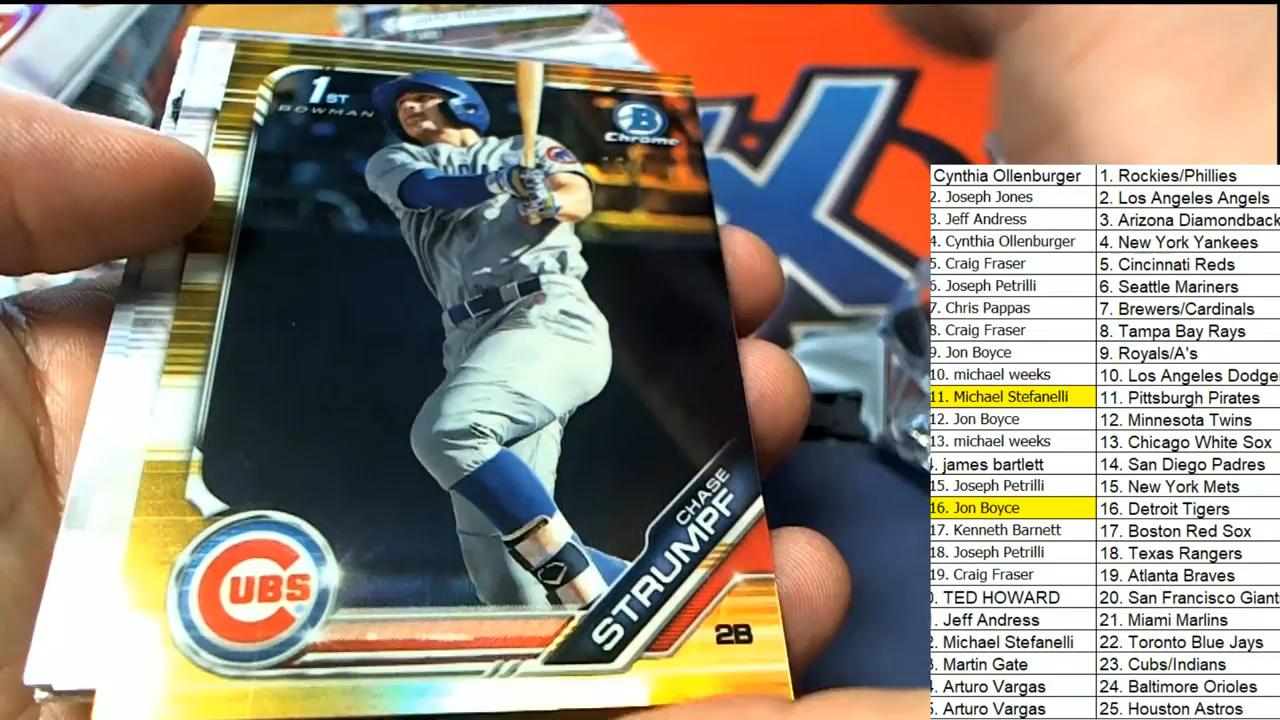 1ST
BOWMAN
B
Chrome
CUBS
CHASE
STRUMPF
2B
Cynthia Ollenburger 1. Rockies/Phillies
2. Joseph Jones 2. Los Angeles Angels
3. Jeff Andress 3. Arizona Diamondback
4. Cynthia Ollenburger 4. New York Yankees
5. Craig Fraser 5. Cincinnati Reds
6. Joseph Petrilli 6. Seattle Mariners
7. Chris Pappas 7. Brewers/Cardinals
8. Craig Fraser 8. Tampa Bay Rays
9. Jon Boyce 9. Royals/A's
10. michael weeks 10. Los Angeles Dodge
11. Michael Stefanelli 11. Pittsburgh Pirates
12. Jon Boyce 12. Minnesota Twins
13. michael weeks 13. Chicago White Sox
. james bartlett 14. San Diego Padres
15. Joseph Petrilli 15. New York Mets
16. Jon Boyce 16. Detroit Tigers
17. Kenneth Barnett 17. Boston Red Sox
18. Joseph Petrilli 18. Texas Rangers
19. Craig Fraser 19. Atlanta Braves
. TED HOWARD 20. San Francisco Giant
. Jeff Andress 21. Miami Marlins
. Michael Stefanelli 22. Toronto Blue Jays
. Martin Gate 23. Cubs/Indians
. Arturo Vargas 24. Baltimore Orioles
. Arturo Vargas 25. Houston Astros